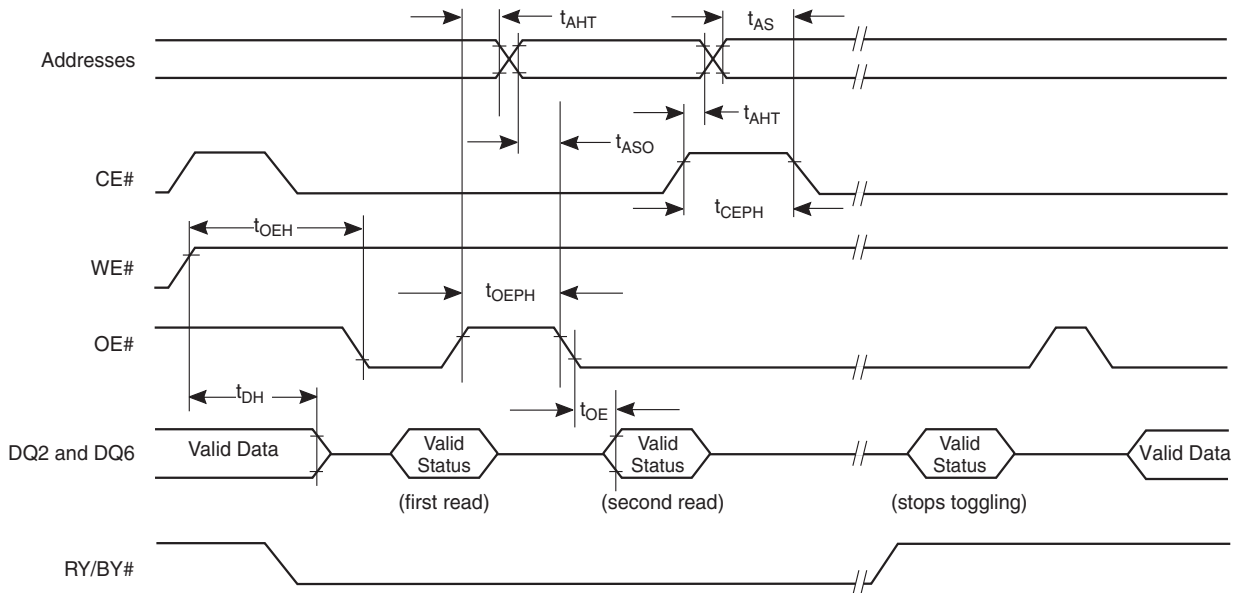 tAHT
tAS
Addresses
tAHT
tASO
CE#
tCEPH
tOEH
WE#
tOEPH
OE#
tDH
tOE
DQ2 and DQ6
Valid Data
Valid
Status
Valid
Status
Valid
Status
Valid Data
(first read)
(second read)
(stops toggling)
RY/BY#